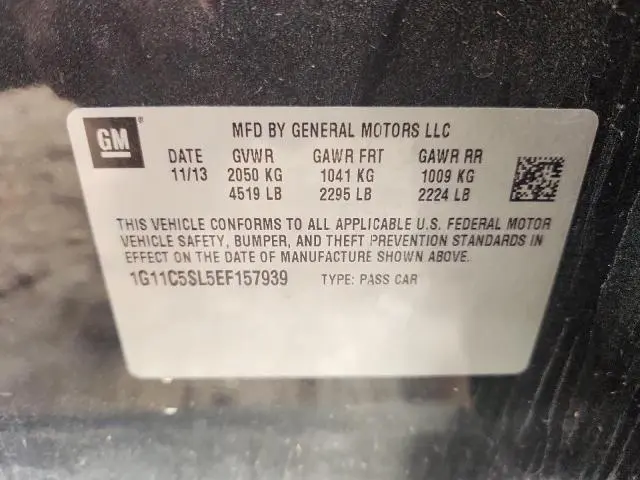 GM ®
MFD BY GENERAL MOTORS LLC
DATE GVWR GAWR FRT GAWR RR
11/13 2050 KG 1041 KG 1009 KG
4519 LB 2295 LB 2224 LB
THIS VEHICLE CONFORMS TO ALL APPLICABLE U.S. FEDERAL MOTOR
VEHICLE SAFETY, BUMPER, AND THEFT PREVENTION STANDARDS IN
EFFECT ON THE DATE OF MANUFACTURE SHOWN ABOVE.
1G11C5SL5EF157939 TYPE: PASS CAR